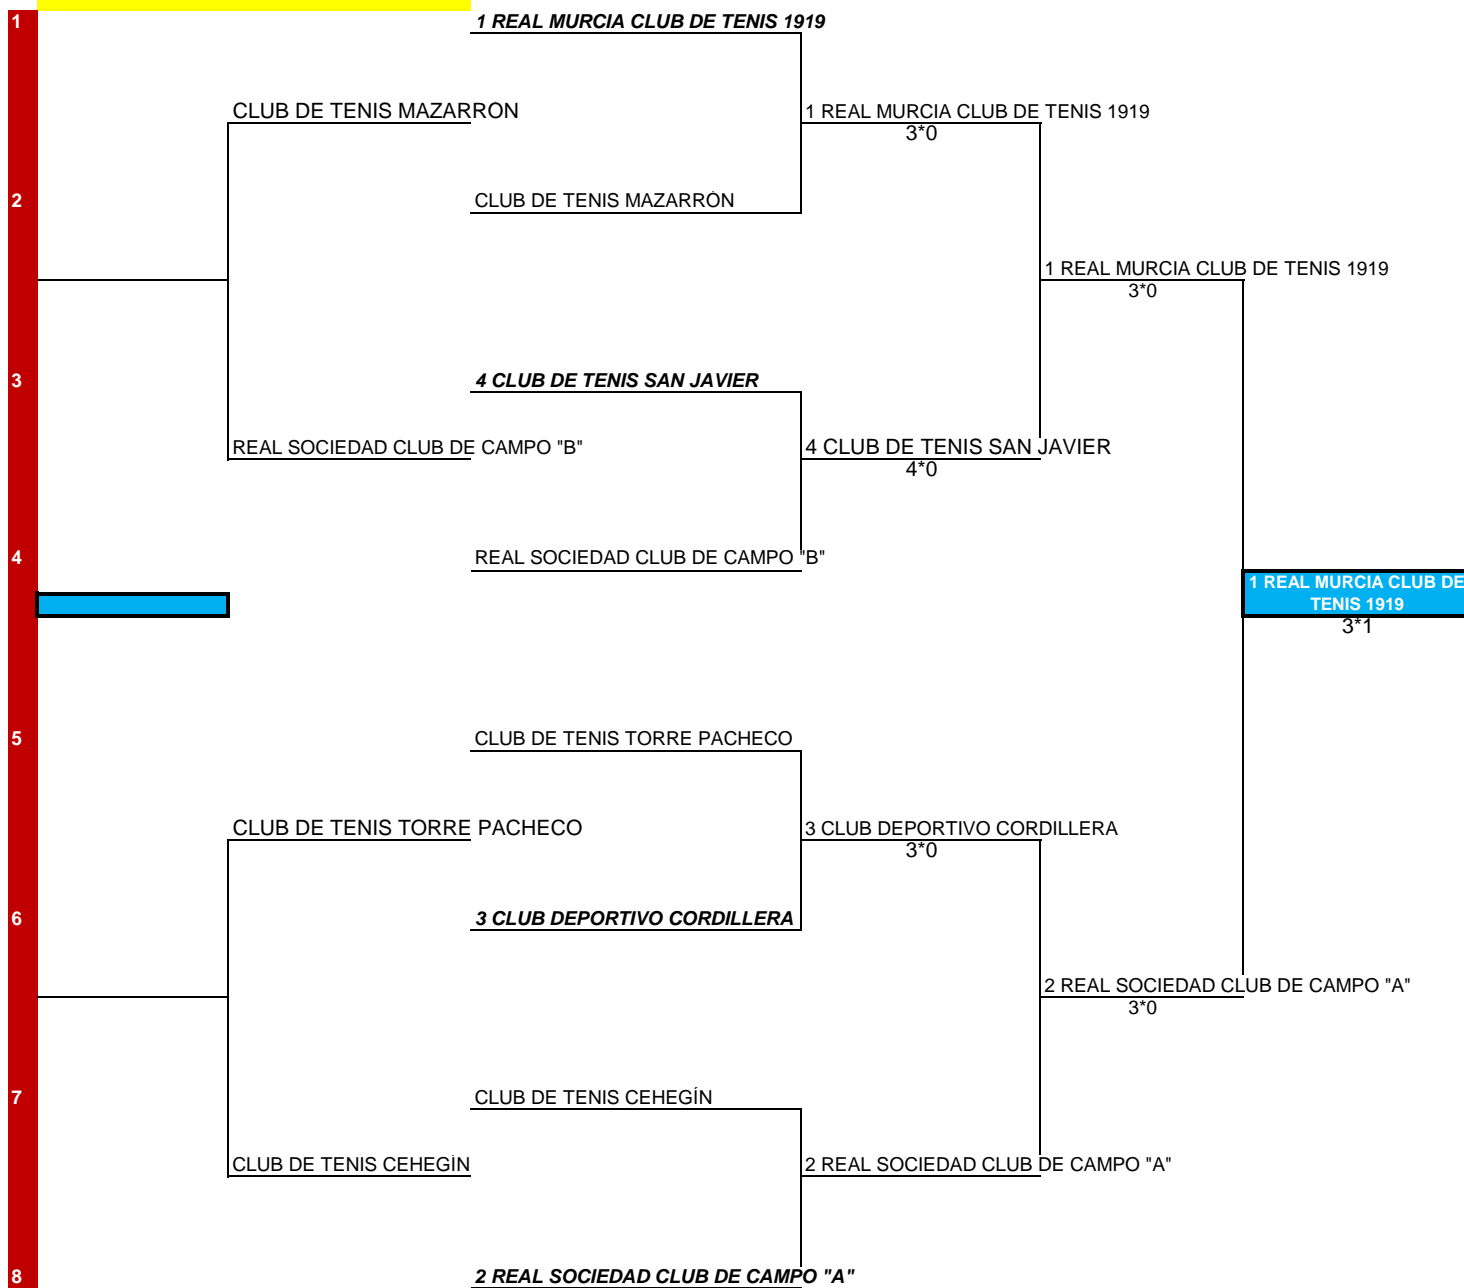 1 1 REAL MURCIA CLUB DE TENIS 1919
CLUB DE TENIS MAZARRÓN 1 REAL MURCIA CLUB DE TENIS 1919
3*0
2 CLUB DE TENIS MAZARRÓN
1 REAL MURCIA CLUB DE TENIS 1919
3*0
3 4 CLUB DE TENIS SAN JAVIER
REAL SOCIEDAD CLUB DE CAMPO "B" 4 CLUB DE TENIS SAN JAVIER
4*0
4 REAL SOCIEDAD CLUB DE CAMPO "B"
1 REAL MURCIA CLUB DE
TENIS 1919
3*1
5 CLUB DE TENIS TORRE PACHECO
CLUB DE TENIS TORRE PACHECO 3 CLUB DEPORTIVO CORDILLERA
3*0
6 3 CLUB DEPORTIVO CORDILLERA
2 REAL SOCIEDAD CLUB DE CAMPO "A"
3*0
7 CLUB DE TENIS CEHEGÍN
CLUB DE TENIS CEHEGÍN 2 REAL SOCIEDAD CLUB DE CAMPO "A"
8 2 REAL SOCIEDAD CLUB DE CAMPO "A"